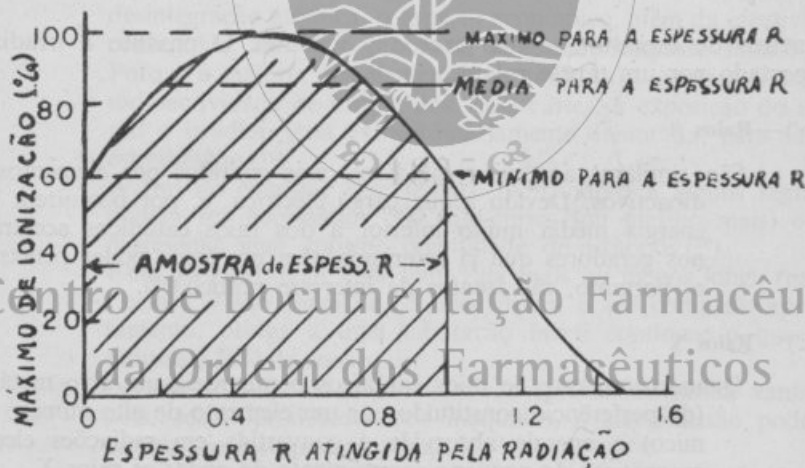 MÁXIMO DE IONIZAÇÃO (%)
100
80
60
40
20
0
MAXIMO PARA A ESPESSURA R
MEDIA PARA A ESPESSURA R
MÍNIMO PARA A ESPESSURA R
AMOSTRA de ESPESS. R
Centro de Documentação Farmacêu
da Ordem dos Farmacêuticos
0 0.4 0.8 1.2 1.6
ESPESSURA R ATINGIDA PELA RADIAÇÃO